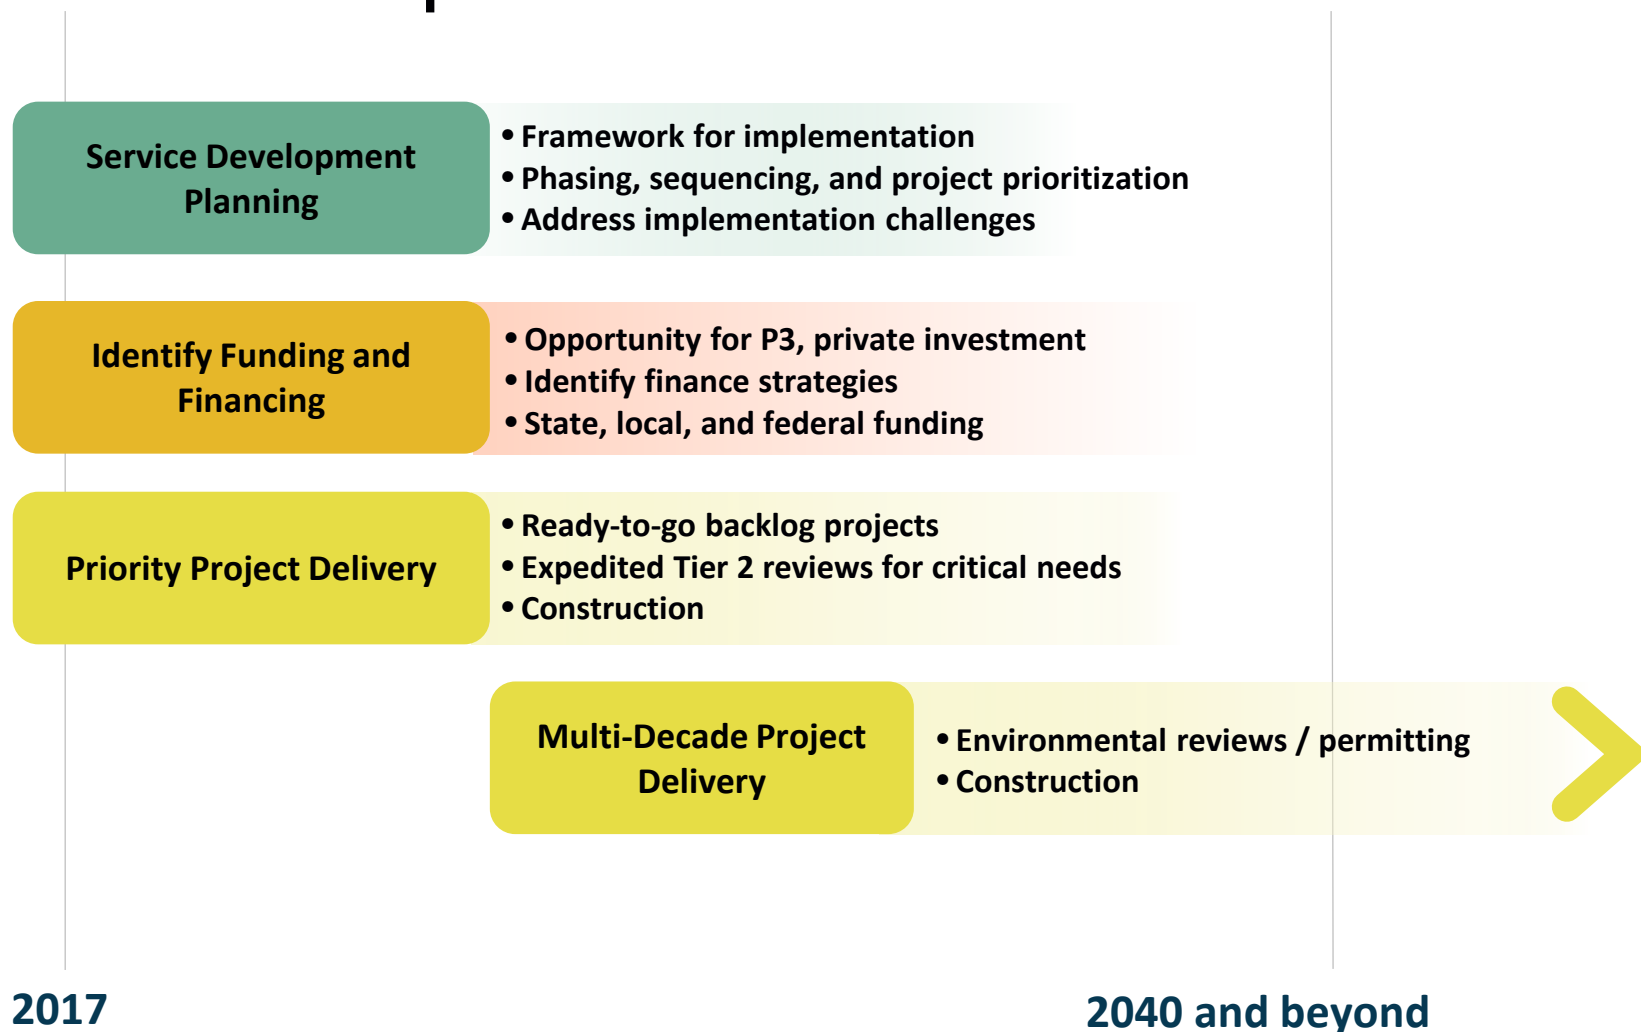 Service Development
Planning
• Framework for implementation
• Phasing, sequencing, and project prioritization
• Address implementation challenges
Identify Funding and
Financing
• Opportunity for P3, private investment
• Identify finance strategies
• State, local, and federal funding
Priority Project Delivery
• Ready-to-go backlog projects
• Expedited Tier 2 reviews for critical needs
• Construction
Multi-Decade Project
Delivery
• Environmental reviews / permitting
• Construction
2017
2040 and beyond